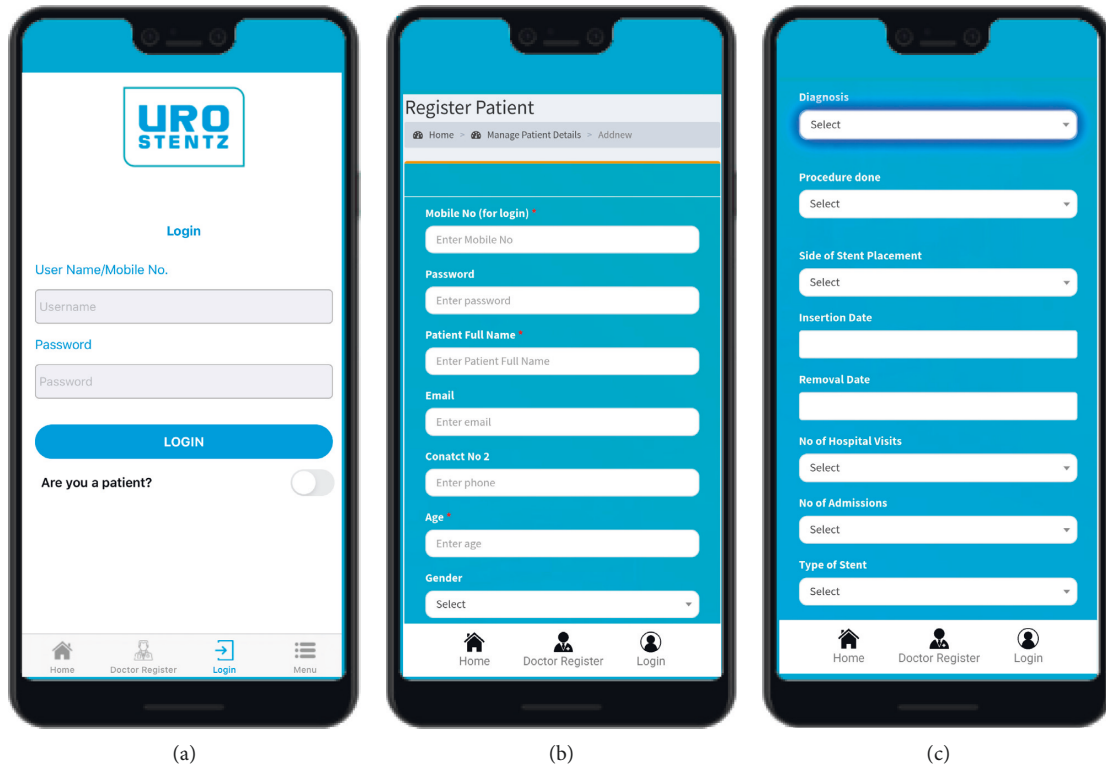 URO
STENTZ
Login
User Name/Mobile No.
Username
Password
Password
LOGIN
Are you a patient?
Home Doctor Register Login Menu
(a)
Register Patient
Home > Manage Patient Details > Addnew
Mobile No (for login) *
Enter Mobile No
Password
Enter password
Patient Full Name *
Enter Patient Full Name
Email
Enter email
Conatct No 2
Enter phone
Age *
Enter age
Gender
Select
Home Doctor Register Login
(b)
Diagnosis
Select
Procedure done
Select
Side of Stent Placement
Select
Insertion Date
Removal Date
No of Hospital Visits
Select
No of Admissions
Select
Type of Stent
Select
Home Doctor Register Login
(c)